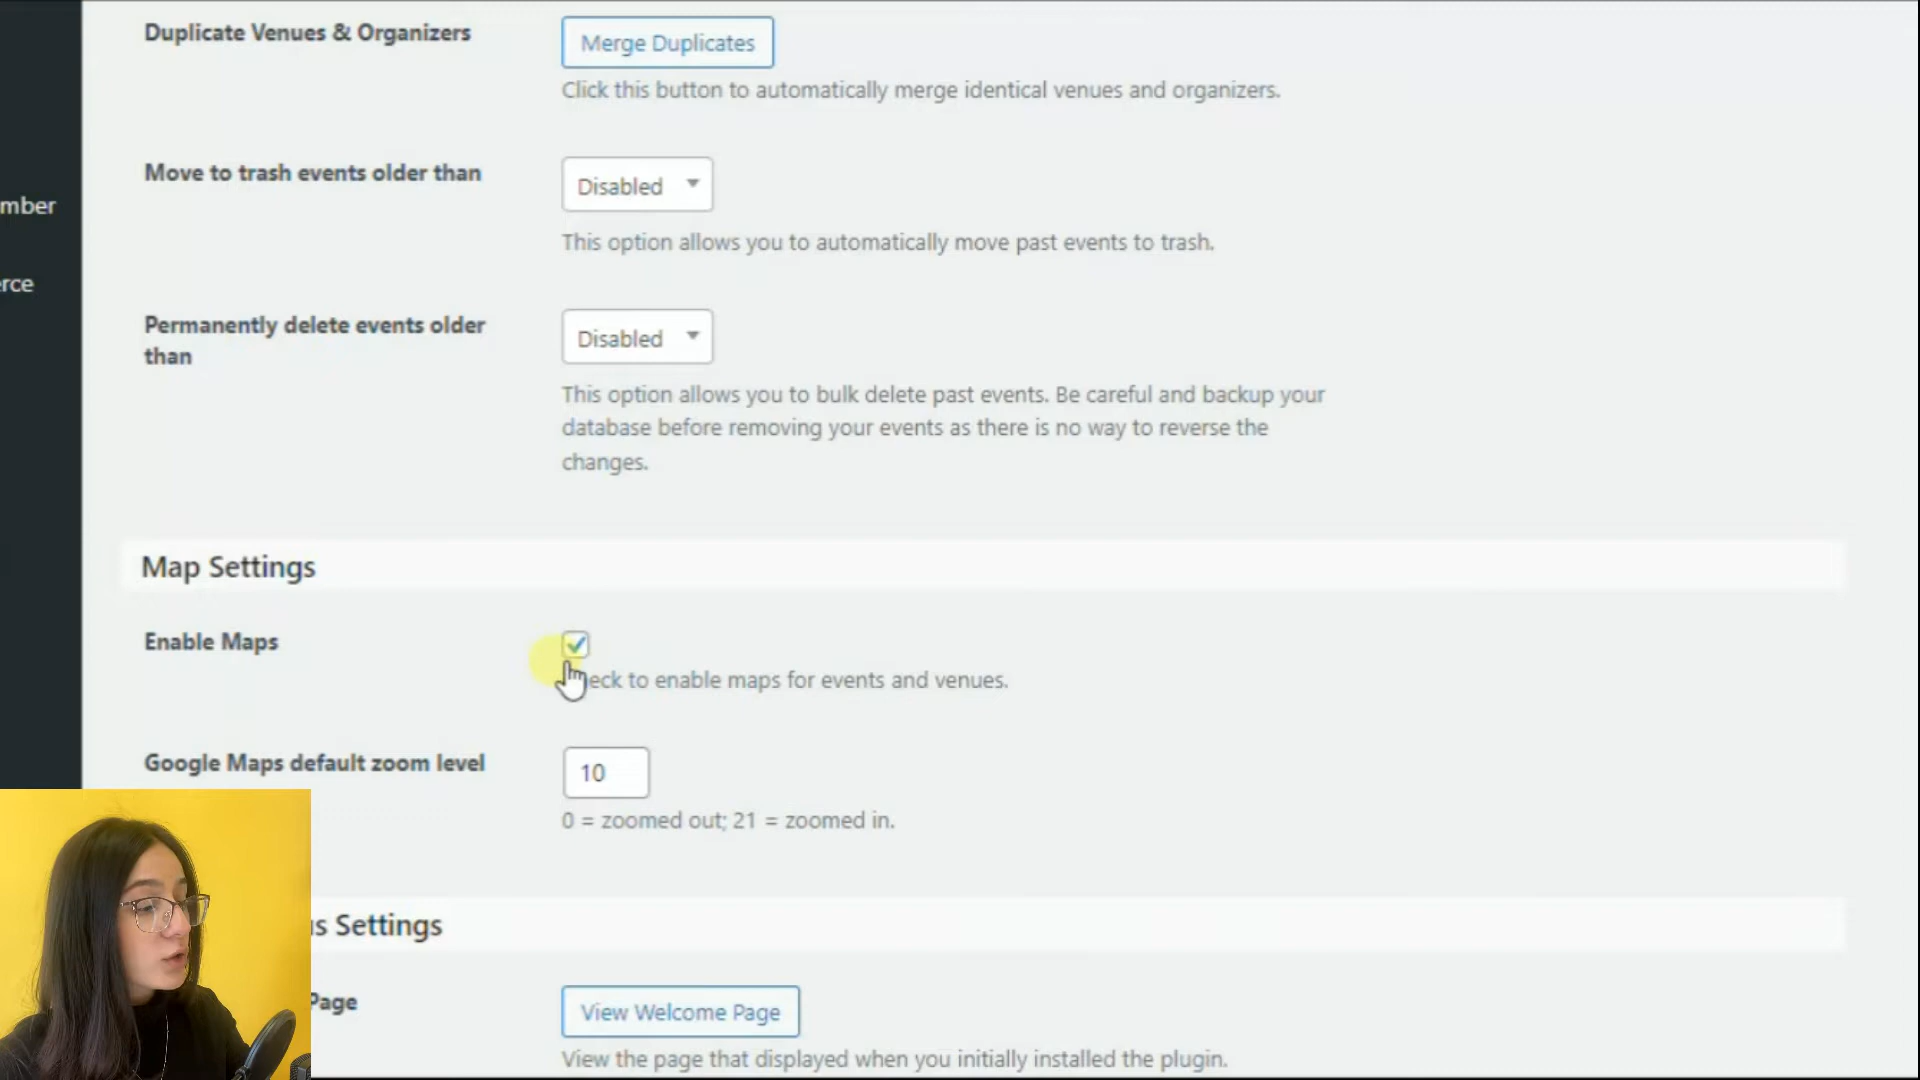 Duplicate Venues & Organizers
Merge Duplicates
Click this button to automatically merge identical venues and organizers.
Move to trash events older than
Disabled
mber
This option allows you to automatically move past events to trash.
rce
Permanently delete events older
than
Disabled
This option allows you to bulk delete past events. Be careful and backup your
database before removing your events as there is no way to reverse the
changes.
Map Settings
Enable Maps
eck to enable maps for events and venues.
Google Maps default zoom level
10
0 = zoomed out; 21 = zoomed in.
s Settings
Page
View Welcome Page
View the page that displayed when you initially installed the plugin.